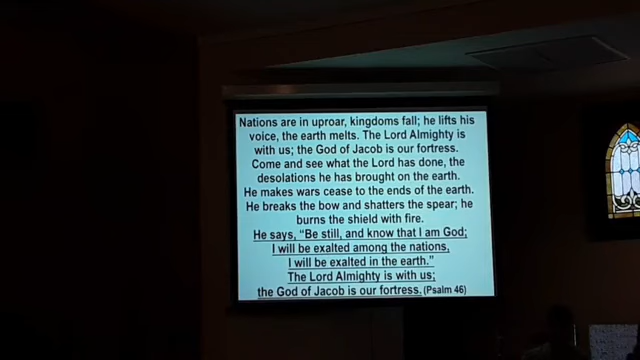 Nations are in uproar, kingdoms fall; he lifts his
voice, the earth melts. The Lord Almighty is
with us; the God of Jacob is our fortress.
Come and see what the Lord has done, the
desolations he has brought on the earth.
He makes wars cease to the ends of the earth.
He breaks the bow and shatters the spear; he
burns the shield with fire.
He says, “Be still, and know that I am God;
I will be exalted among the nations,
I will be exalted in the earth.”
The Lord Almighty is with us;
the God of Jacob is our fortress. (Psalm 46)